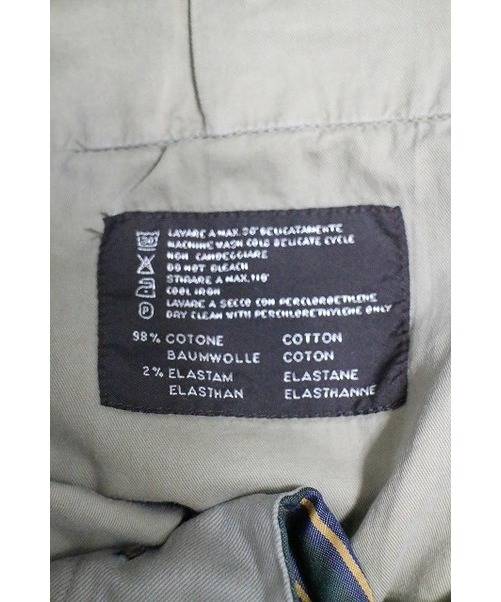 30°
LAVARE A MAX. 30° DELICATAMENTE
MACHINE WASH COLD DELICATE CYCLE
NON CANDEGGIARE
DO NOT BLEACH
STIRARE A MAX. 110°
COOL IRON
P
LAVARE A SECCO CON PERCLOROETILENE
DRY CLEAN WITH PERCHLORETHYLENE ONLY
98% COTONE COTTON
BAUMWOLLE COTON
2% ELASTAM ELASTANE
ELASTHAN ELASTHANNE